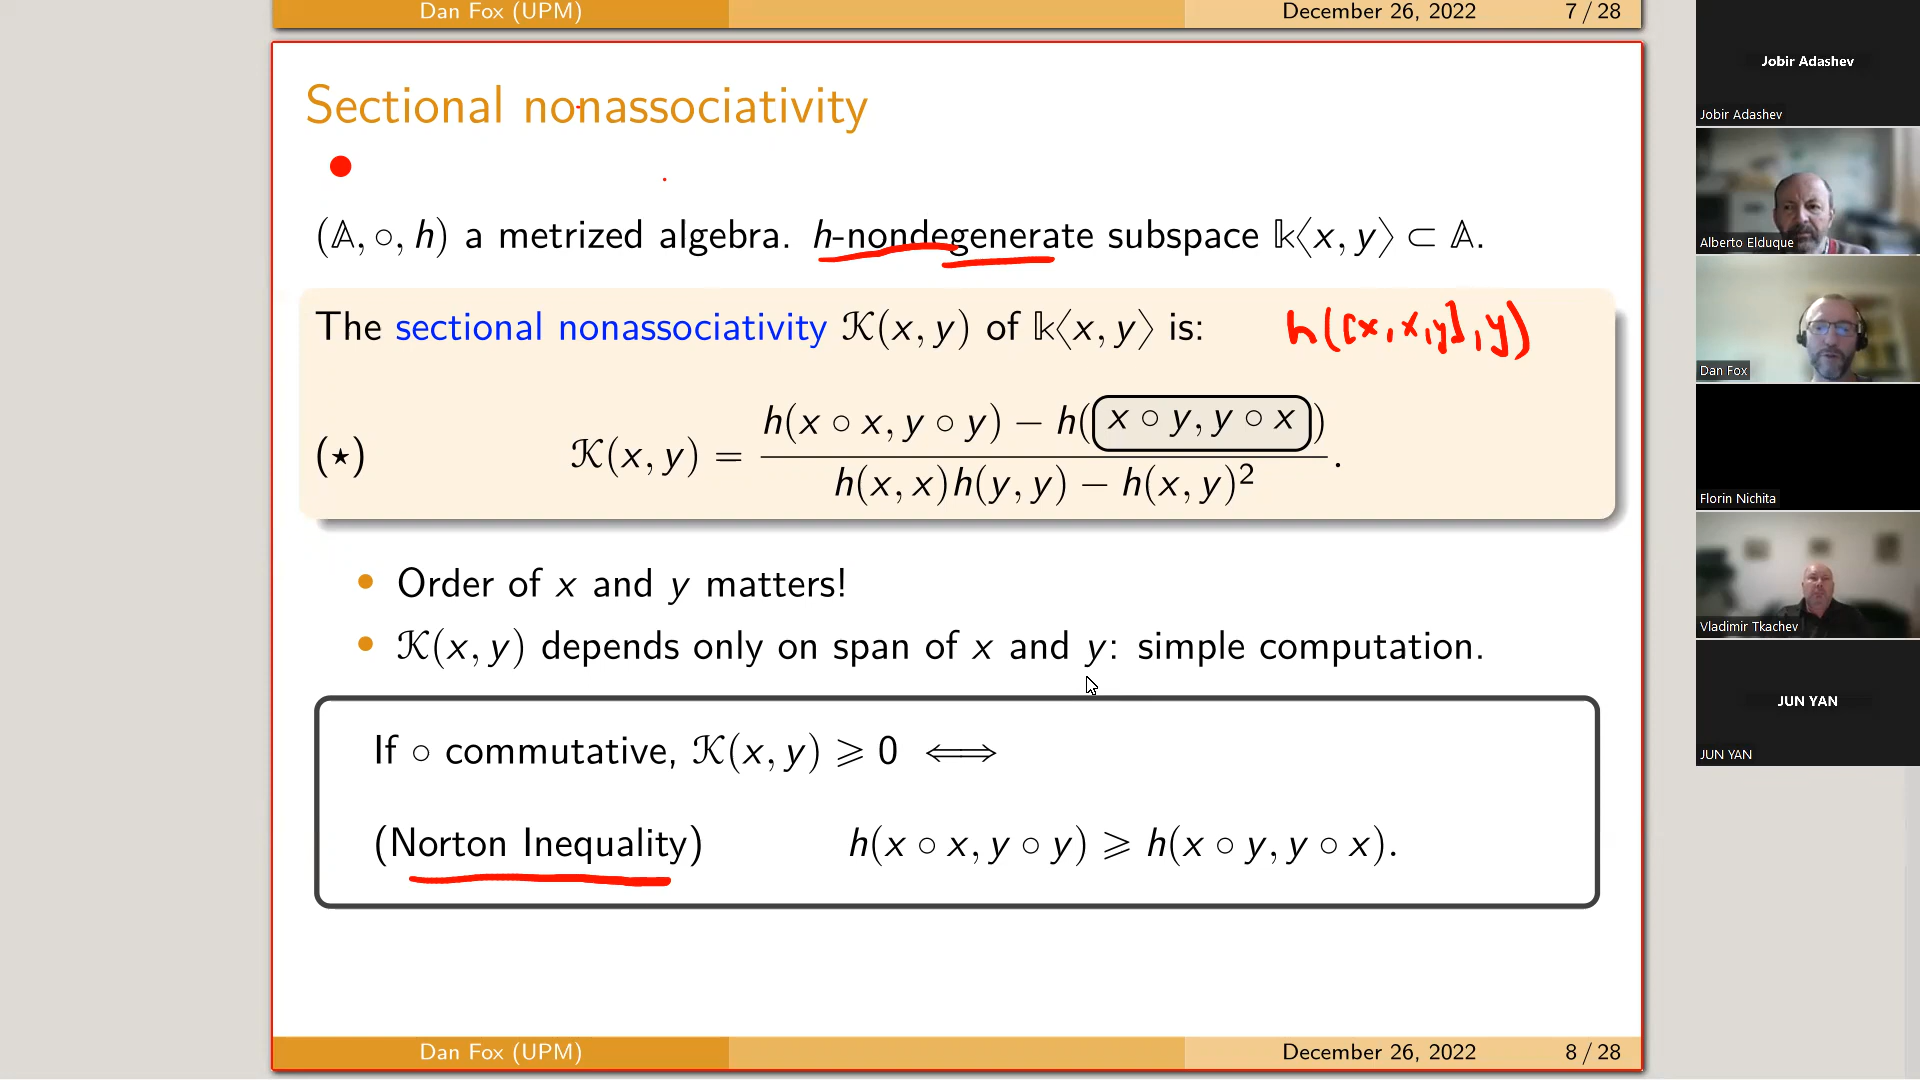 Dan Fox (UPM) December 26, 2022 7 / 28
Sectional nonassociativity
(𝔸, ∘, h) a metrized algebra. h-nondegenerate subspace 𝕜⟨x, y⟩ ⊂ 𝔸.
The sectional nonassociativity 𝒦(x, y) of 𝕜⟨x, y⟩ is: h([x,x,y],y)
(⋆) 𝒦(x, y) = h(x ∘ x, y ∘ y) − h(x ∘ y, y ∘ x) / h(x, x)h(y, y) − h(x, y)² .
• Order of x and y matters!
• 𝒦(x, y) depends only on span of x and y: simple computation.
If ∘ commutative, 𝒦(x, y) ⩾ 0 ⟺
(Norton Inequality) h(x ∘ x, y ∘ y) ⩾ h(x ∘ y, y ∘ x).
Dan Fox (UPM) December 26, 2022 8 / 28
Jobir Adashev
Jobir Adashev
Alberto Elduque
Dan Fox
Florin Nichita
Vladimir Tkachev
JUN YAN
JUN YAN